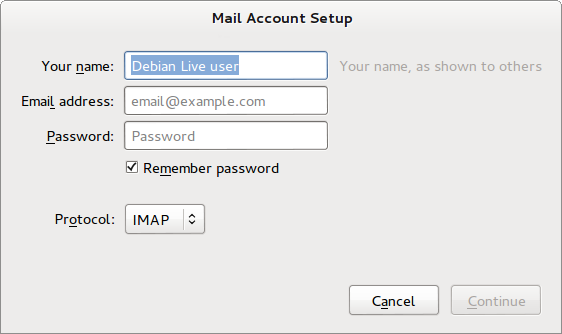 Mail Account Setup
Your name: Debian Live user Your name, as shown to others
Email address: email@example.com
Password: Password
Remember password
Protocol: IMAP
Cancel Continue